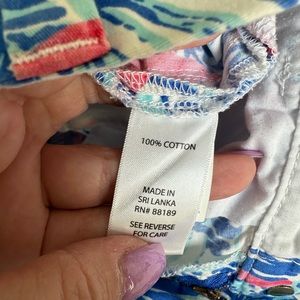 100% COTTON
MADE IN
SRI LANKA
RN# 88189
SEE REVERSE
FOR CARE